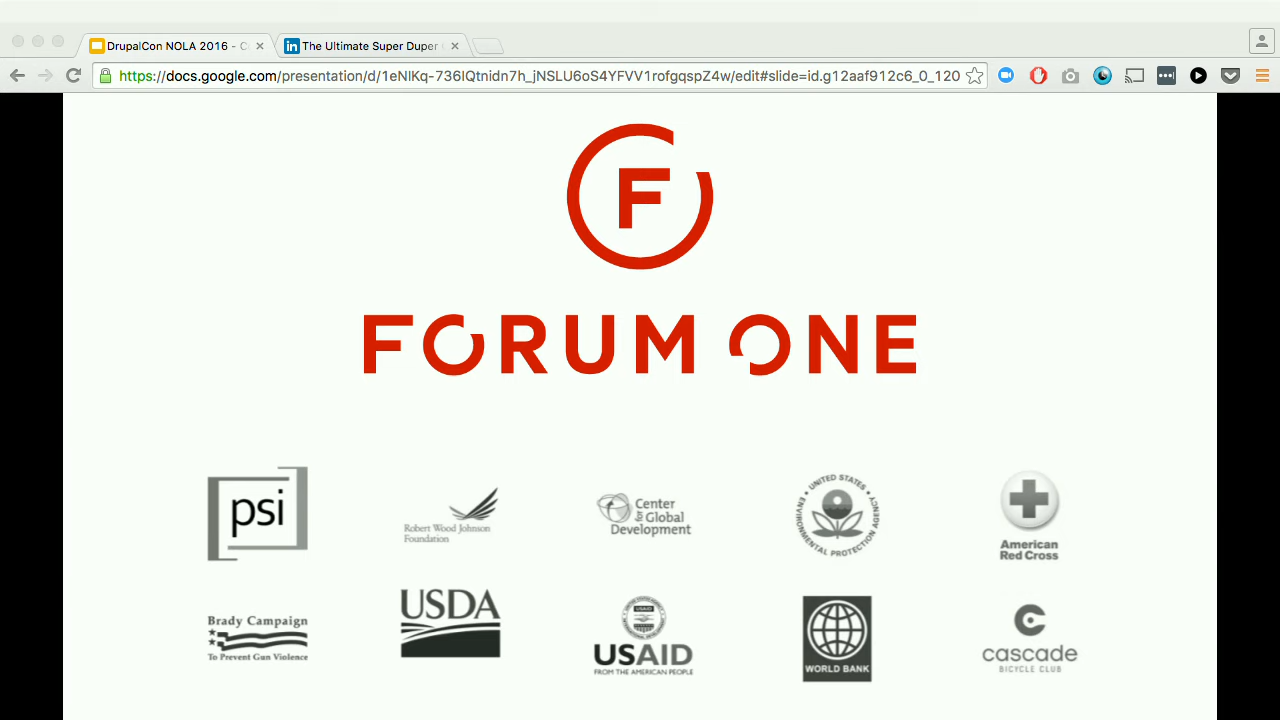 DrupalCon NOLA 2016 - C
The Ultimate Super Duper
https://docs.google.com/presentation/d/1eNlKq-736IQtnidn7h_jNSLU6oS4YFVV1rofgqspZ4w/edit#slide=id.g12aaf912c6_0_120
F
FORUM ONE
psi
Robert Wood Johnson
Foundation
Center
for Global
Development
UNITED STATES
ENVIRONMENTAL PROTECTION AGENCY
American
Red Cross
Brady Campaign
To Prevent Gun Violence
USDA
USAID
USAID
FROM THE AMERICAN PEOPLE
WORLD BANK
cascade
BICYCLE CLUB